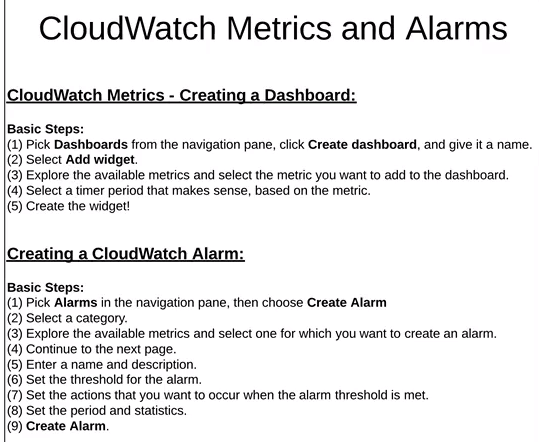 CloudWatch Metrics and Alarms
CloudWatch Metrics - Creating a Dashboard:
Basic Steps:
(1) Pick Dashboards from the navigation pane, click Create dashboard, and give it a name.
(2) Select Add widget.
(3) Explore the available metrics and select the metric you want to add to the dashboard.
(4) Select a timer period that makes sense, based on the metric.
(5) Create the widget!
Creating a CloudWatch Alarm:
Basic Steps:
(1) Pick Alarms in the navigation pane, then choose Create Alarm
(2) Select a category.
(3) Explore the available metrics and select one for which you want to create an alarm.
(4) Continue to the next page.
(5) Enter a name and description.
(6) Set the threshold for the alarm.
(7) Set the actions that you want to occur when the alarm threshold is met.
(8) Set the period and statistics.
(9) Create Alarm.